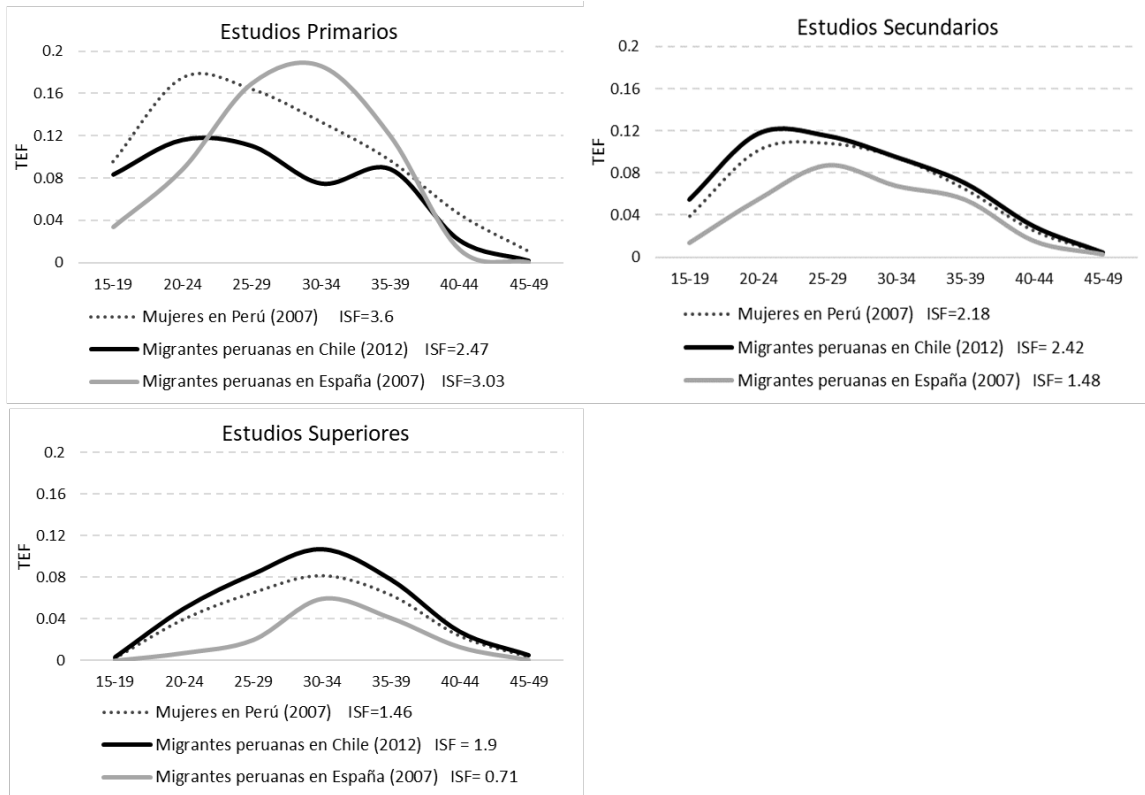 Estudios Primarios
0.2
0.16
0.12
0.08
0.04
0
TEF
15-19 20-24 25-29 30-34 35-39 40-44 45-49
Mujeres en Perú (2007) ISF=3.6
Migrantes peruanas en Chile (2012) ISF=2.47
Migrantes peruanas en España (2007) ISF=3.03
Estudios Secundarios
0.2
0.16
0.12
0.08
0.04
0
TEF
15-19 20-24 25-29 30-34 35-39 40-44 45-49
Mujeres en Perú (2007) ISF=2.18
Migrantes peruanas en Chile (2012) ISF= 2.42
Migrantes peruanas en España (2007) ISF= 1.48
Estudios Superiores
0.2
0.16
0.12
0.08
0.04
0
TEF
15-19 20-24 25-29 30-34 35-39 40-44 45-49
Mujeres en Perú (2007) ISF=1.46
Migrantes peruanas en Chile (2012) ISF = 1.9
Migrantes peruanas en España (2007) ISF= 0.71